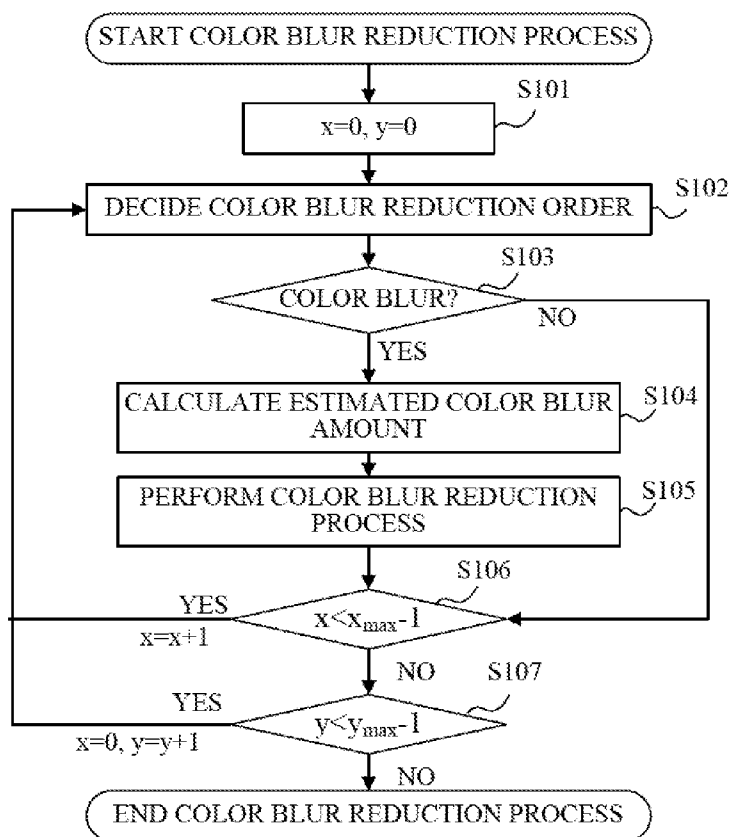 START COLOR BLUR REDUCTION PROCESS
S101
x=0, y=0
S102
DECIDE COLOR BLUR REDUCTION ORDER
S103
COLOR BLUR?
NO
YES
CALCULATE ESTIMATED COLOR BLUR
AMOUNT
S104
PERFORM COLOR BLUR REDUCTION
PROCESS
S105
S106
YES
x<xmax-1
x=x+1
NO
S107
YES
y<ymax-1
x=0, y=y+1
NO
END COLOR BLUR REDUCTION PROCESS